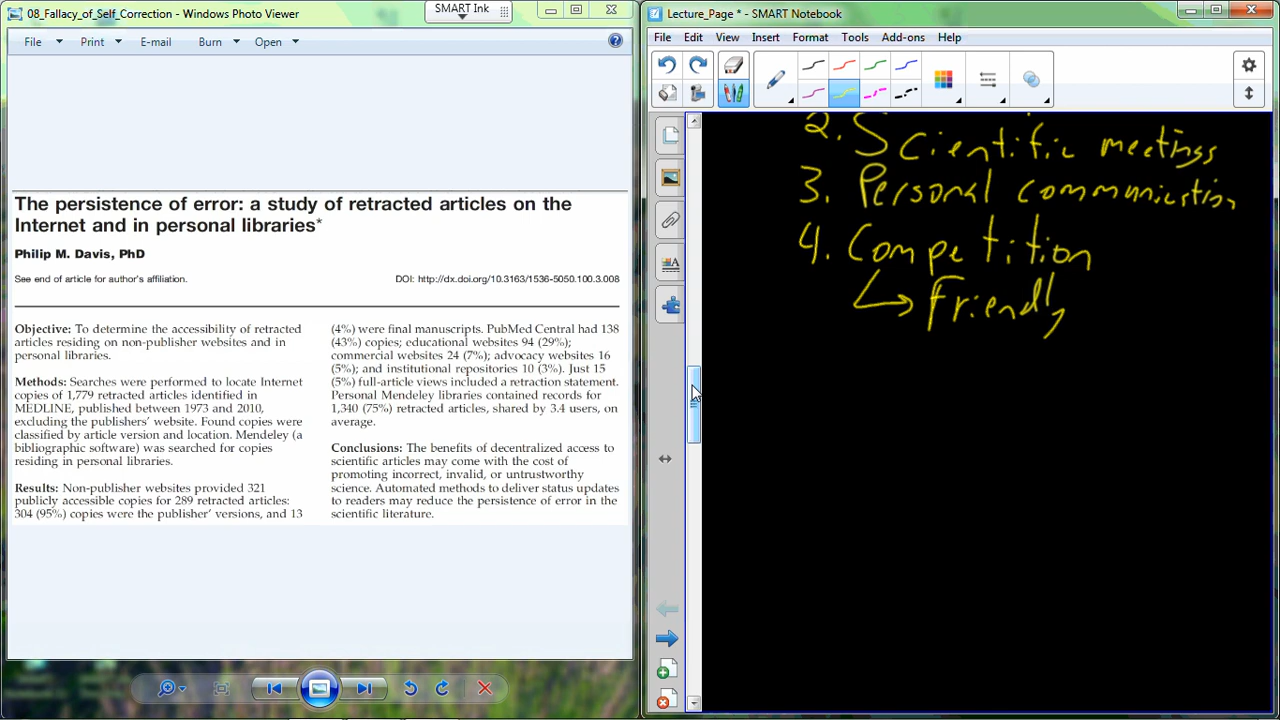 08_Fallacy_of_Self_Correction - Windows Photo Viewer
SMART Ink
File Print E-mail Burn Open
The persistence of error: a study of retracted articles on the
Internet and in personal libraries*
Philip M. Davis, PhD
See end of article for author's affiliation.
DOI: http://dx.doi.org/10.3163/1536-5050.100.3.008
Objective: To determine the accessibility of retracted
articles residing on non-publisher websites and in
personal libraries.
Methods: Searches were performed to locate Internet
copies of 1,779 retracted articles identified in
MEDLINE, published between 1973 and 2010,
excluding the publishers' website. Found copies were
classified by article version and location. Mendeley (a
bibliographic software) was searched for copies
residing in personal libraries.
Results: Non-publisher websites provided 321
publicly accessible copies for 289 retracted articles:
304 (95%) copies were the publisher' versions, and 13
(4%) were final manuscripts. PubMed Central had 138
(43%) copies; educational websites 94 (29%);
commercial websites 24 (7%); advocacy websites 16
(5%); and institutional repositories 10 (3%). Just 15
(5%) full-article views included a retraction statement.
Personal Mendeley libraries contained records for
1,340 (75%) retracted articles, shared by 3.4 users, on
average.
Conclusions: The benefits of decentralized access to
scientific articles may come with the cost of
promoting incorrect, invalid, or untrustworthy
science. Automated methods to deliver status updates
to readers may reduce the persistence of error in the
scientific literature.
Lecture_Page * - SMART Notebook
File Edit View Insert Format Tools Add-ons Help
2. Scientific meetings
3. Personal communication
4. Competition
Friendly